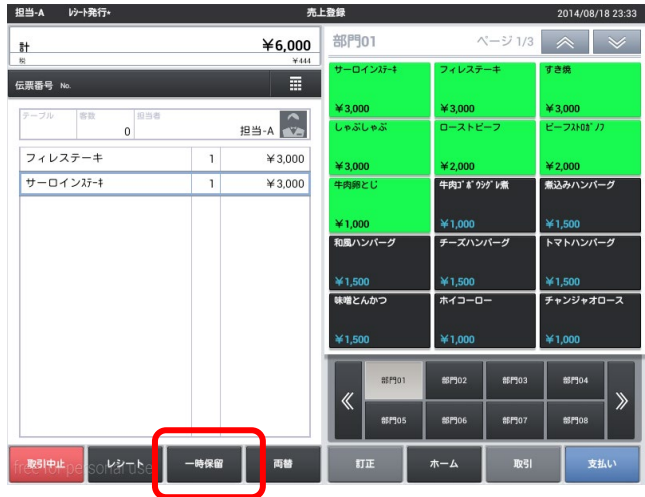 担当-A ﾚｼｰﾄ発行* 売上登録 2014/08/18 23:33
計 ¥6,000
税 ¥444
伝票番号 No.
テーブル 客数 0 担当者 担当-A
フィレステーキ 1 ¥3,000
サーロインｽﾃｰｷ 1 ¥3,000
部門01 ページ 1/3
サーロインｽﾃｰｷ フィレステーキ すき焼
¥3,000 ¥3,000 ¥3,000
しゃぶしゃぶ ローストビーフ ビーフｽﾄﾛｶﾞﾉﾌ
¥3,000 ¥2,000 ¥2,000
牛肉卵とじ 牛肉ｺﾞﾎﾞｳｼｸﾞﾚ煮 煮込みハンバーグ
¥1,000 ¥1,000 ¥1,500
和風ハンバーグ チーズハンバーグ トマトハンバーグ
¥1,500 ¥1,500 ¥1,500
味噌とんかつ ホイコーロー チャンジャオロース
¥1,500 ¥1,000 ¥1,000
部門01 部門02 部門03 部門04
部門05 部門06 部門07 部門08
取引中止 レシート 一時保留 両替 訂正 ホーム 取引 支払い
free for personal use